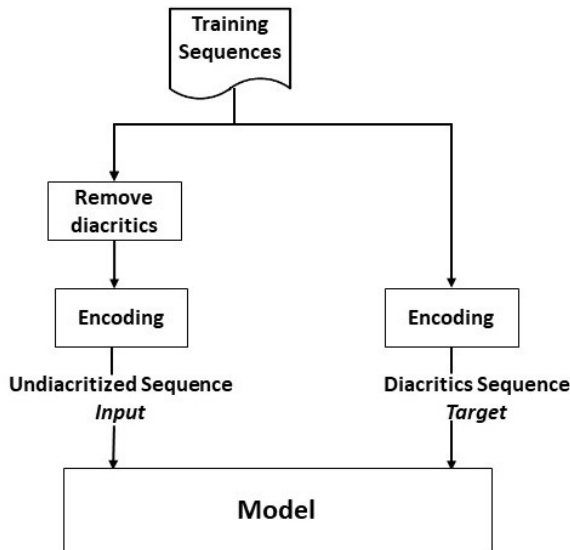 Training
Sequences
Remove
diacritics
Encoding
Encoding
Undiacritized Sequence
Input
Diacritics Sequence
Target
Model